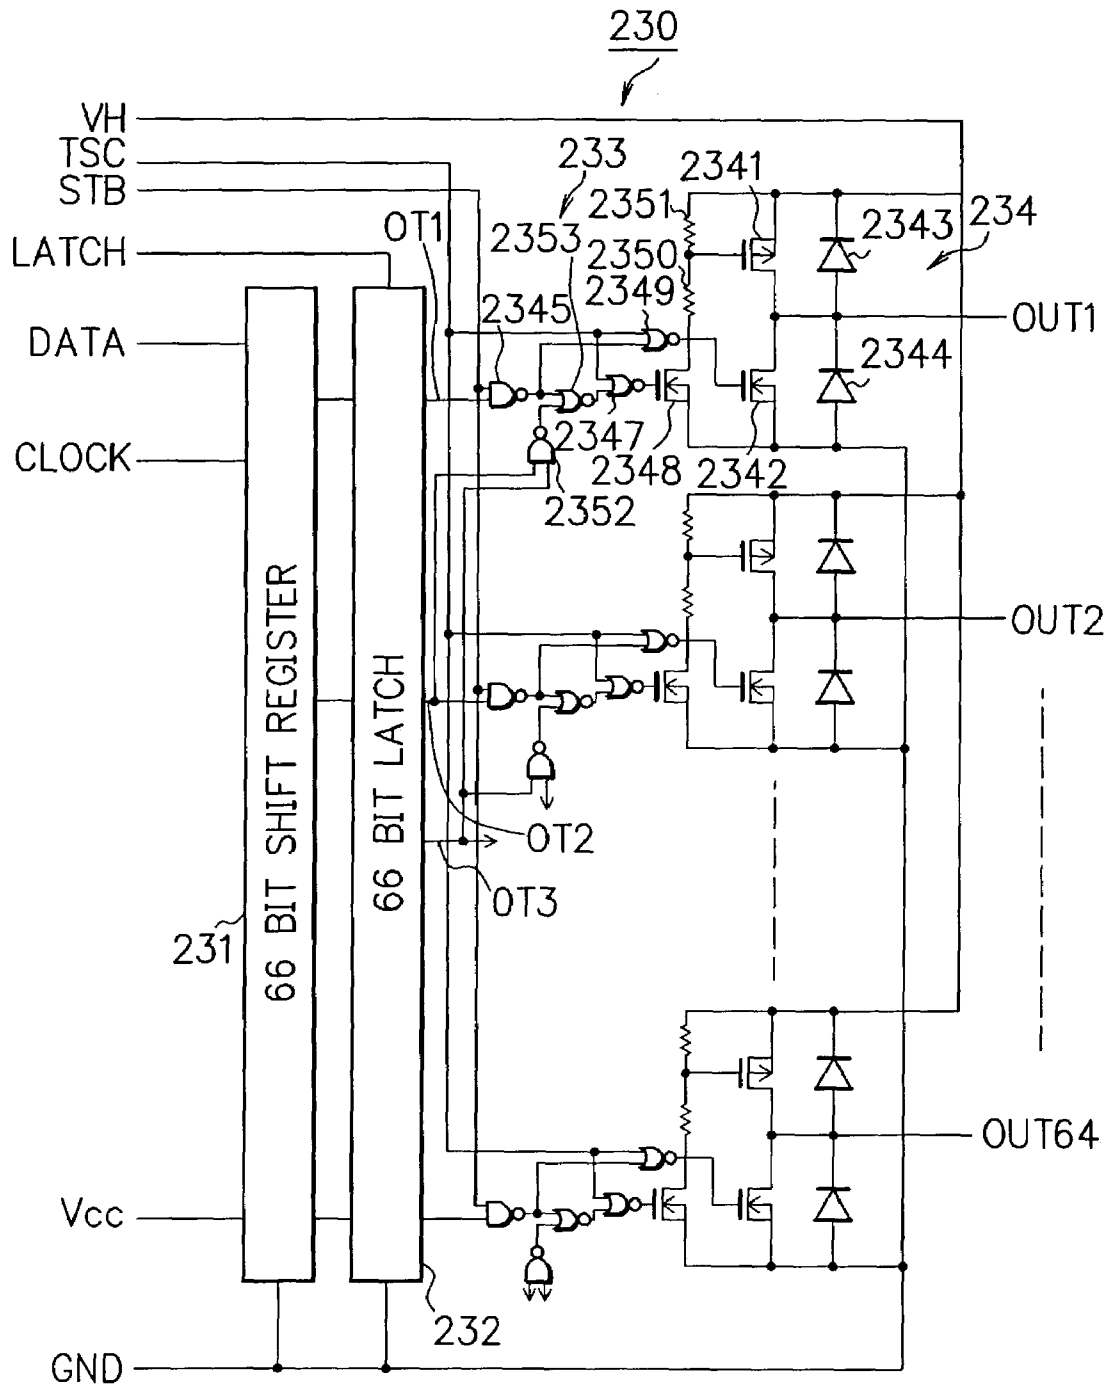 230
VH
TSC
STB
LATCH
DATA
CLOCK
Vcc
GND
OT1
233
2353
2345
2351
2350
2349
2341
2343
234
OUT1
2344
2347
2348
2342
2352
OUT2
OT2
OT3
231
66 BIT SHIFT REGISTER
66 BIT LATCH
OUT64
232